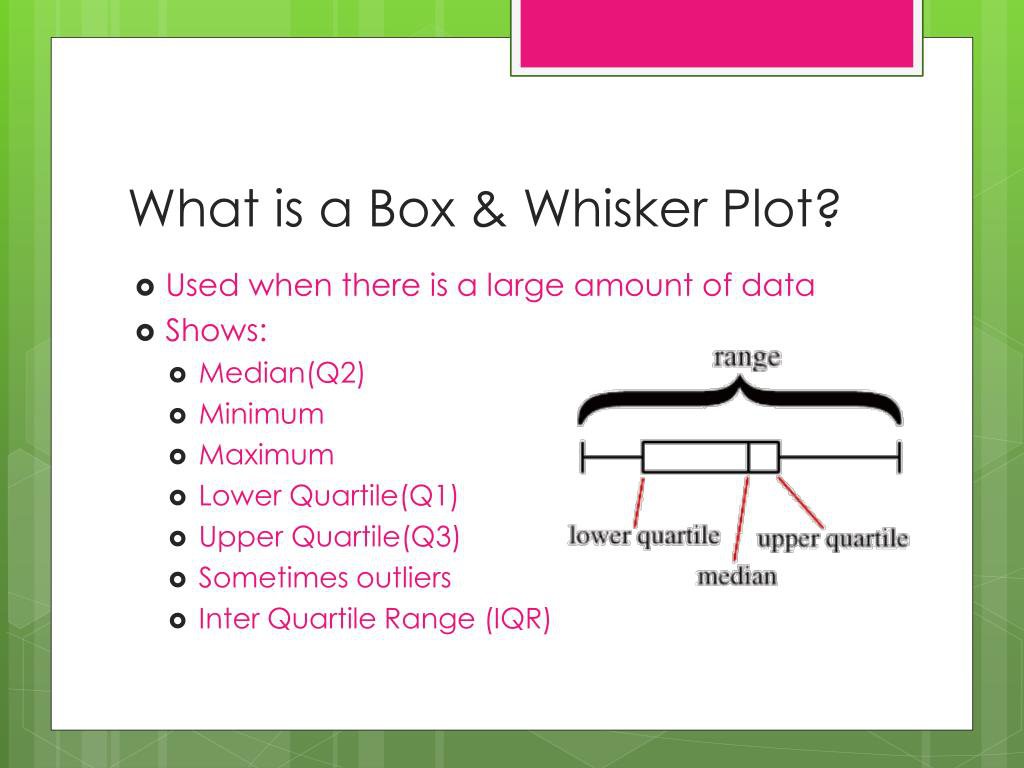 What is a Box & Whisker Plot?
Used when there is a large amount of data
Shows:
Median(Q2)
Minimum
Maximum
Lower Quartile(Q1)
Upper Quartile(Q3)
Sometimes outliers
Inter Quartile Range (IQR)
range
lower quartile
upper quartile
median